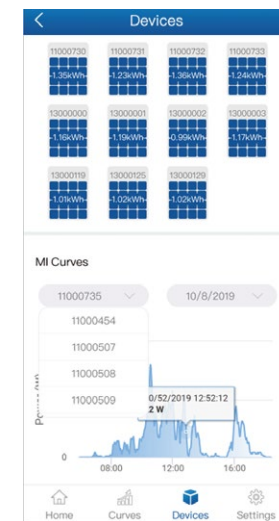 Devices
11000730 11000731 11000732 11000733
-1.35kWh- -1.23kWh- -1.36kWh- -1.24kWh-
13000000 13000001 13000002 13000003
-1.16kWh- -1.19kWh- -0.99kWh- -1.17kWh-
13000119 13000125 13000129
-1.01kWh- -1.02kWh- -1.02kWh-
MI Curves
11000735 10/8/2019
11000454
11000507
11000508
11000509
0/52/2019 12:52:12
2 W
0
08:00 12:00 16:00
Home Curves Devices Settings